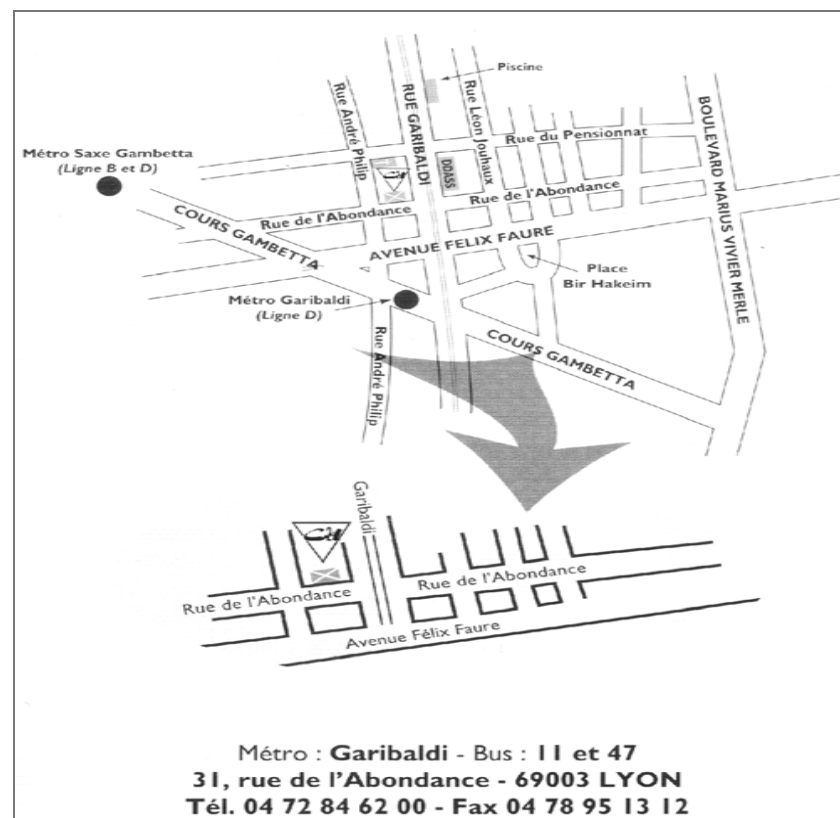 Piscine
Rue André Philip
RUE GARIBALDI
Rue Léon Jouhaux
BOULEVARD MARIUS VIVIER MERLE
Rue du Pensionnat
Métro Saxe Gambetta
(Ligne B et D)
DDASS
Rue de l'Abondance
Rue de l'Abondance
COURS GAMBETTA
AVENUE FELIX FAURE
Place
Bir Hakeim
Métro Garibaldi
(Ligne D)
Rue André Philip
COURS GAMBETTA
Garibaldi
Rue de l'Abondance
Rue de l'Abondance
Avenue Félix Faure
Métro : Garibaldi - Bus : 11 et 47
31, rue de l'Abondance - 69003 LYON
Tél. 04 72 84 62 00 - Fax 04 78 95 13 12